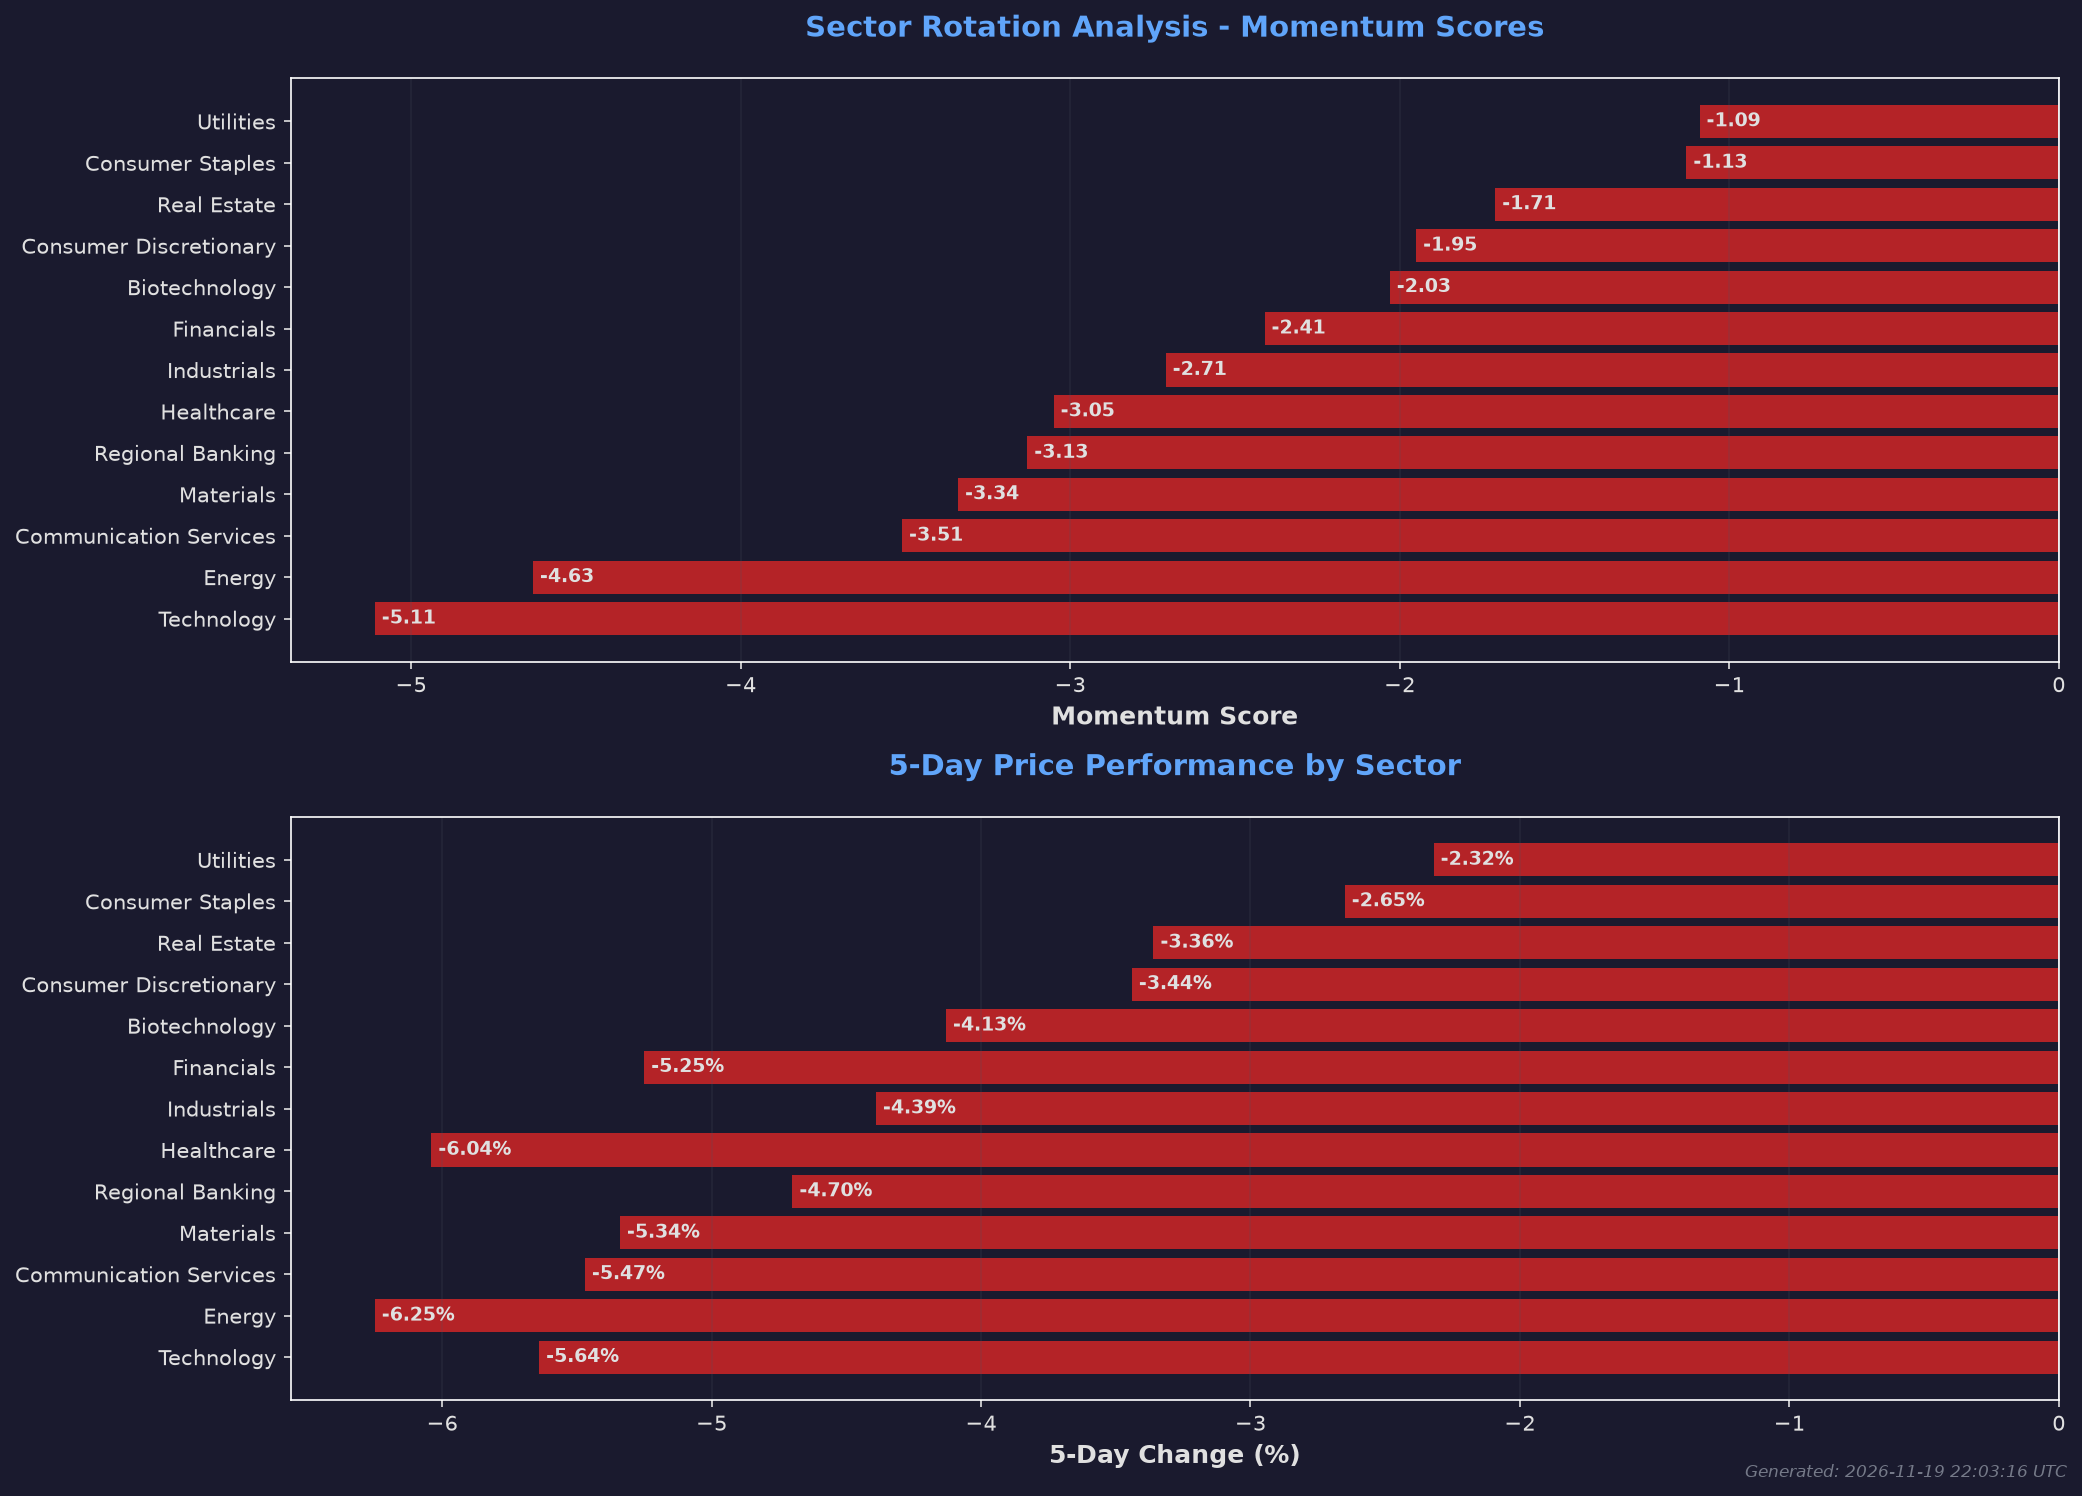 Sector Rotation Analysis - Momentum Scores
Utilities -1.09
Consumer Staples -1.13
Real Estate -1.71
Consumer Discretionary -1.95
Biotechnology -2.03
Financials -2.41
Industrials -2.71
Healthcare -3.05
Regional Banking -3.13
Materials -3.34
Communication Services -3.51
Energy -4.63
Technology -5.11
−5 −4 −3 −2 −1 0
Momentum Score
5-Day Price Performance by Sector
Utilities -2.32%
Consumer Staples -2.65%
Real Estate -3.36%
Consumer Discretionary -3.44%
Biotechnology -4.13%
Financials -5.25%
Industrials -4.39%
Healthcare -6.04%
Regional Banking -4.70%
Materials -5.34%
Communication Services -5.47%
Energy -6.25%
Technology -5.64%
−6 −5 −4 −3 −2 −1 0
5-Day Change (%)
Generated: 2026-11-19 22:03:16 UTC